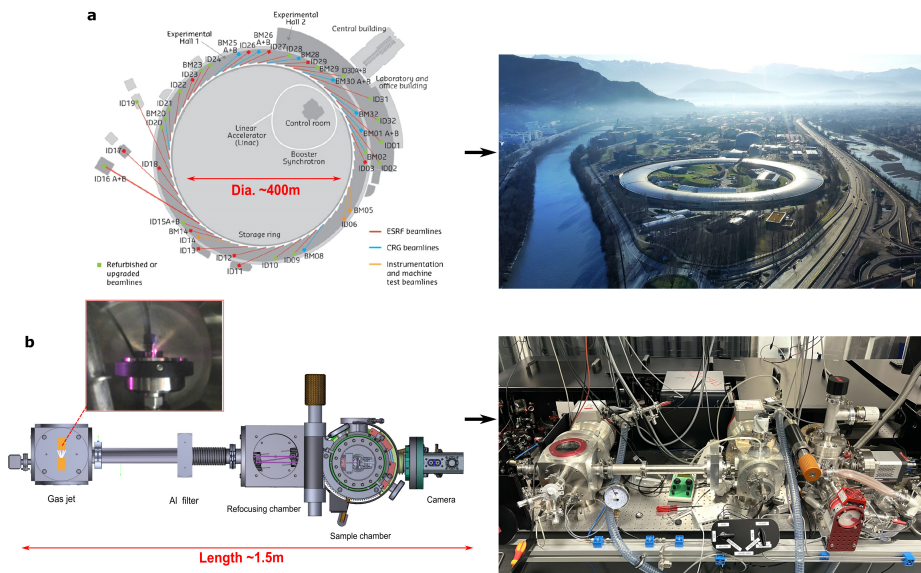 a
Experimental
Hall 2
Experimental
Hall 1
Central building
Laboratory and
office building
BM25
A+B
ID26
BM26
A+B
ID27
ID28
BM28
ID29
BM29
ID30A+B
BM30 A+B
ID31
BM32
ID32
BM01 A+B
ID01
BM02
ID02
ID03
BM05
ID06
BM08
ID09
ID10
ID11
ID12
ID13
ID14
BM14
ID15A+B
ID16 A+B
ID17
ID18
ID19
ID20
BM20
ID21
ID22
ID23
BM23
ID24
Control room
Linear
Accelerator
(Linac)
Booster
Synchrotron
Dia. ~400m
Storage ring
ESRF beamlines
CRG beamlines
Instrumentation and
machine
test beamlines
Refurbished or
upgraded
beamlines
b
Gas jet
Al filter
Refocusing chamber
Sample chamber
Camera
Length ~1.5m